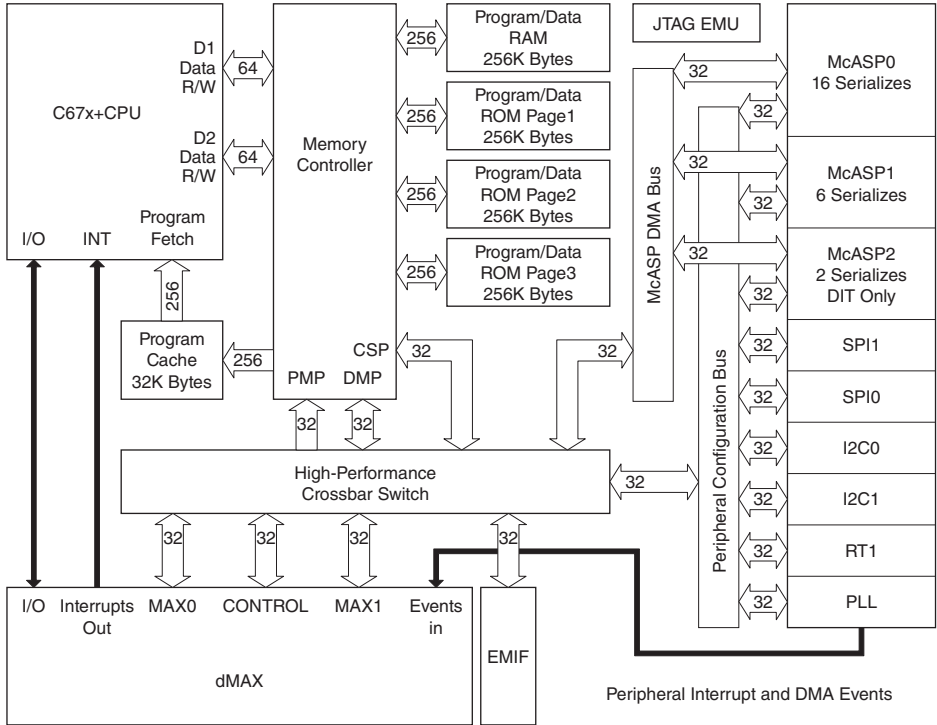 C67x+CPU
D1
Data
R/W
D2
Data
R/W
I/O
INT
Program
Fetch
64
64
256
Program
Cache
32K Bytes
256
Memory
Controller
CSP
PMP
DMP
256
Program/Data
RAM
256K Bytes
256
Program/Data
ROM Page1
256K Bytes
256
Program/Data
ROM Page2
256K Bytes
256
Program/Data
ROM Page3
256K Bytes
32
32
32
32
High-Performance
Crossbar Switch
32
32
32
32
32
I/O
Interrupts
Out
MAX0
CONTROL
MAX1
Events
in
dMAX
EMIF
JTAG EMU
McASP DMA Bus
Peripheral Configuration Bus
32
32
McASP0
16 Serializes
32
32
McASP1
6 Serializes
32
32
McASP2
2 Serializes
DIT Only
32
SPI1
32
SPI0
32
I2C0
32
I2C1
32
RT1
32
PLL
Peripheral Interrupt and DMA Events